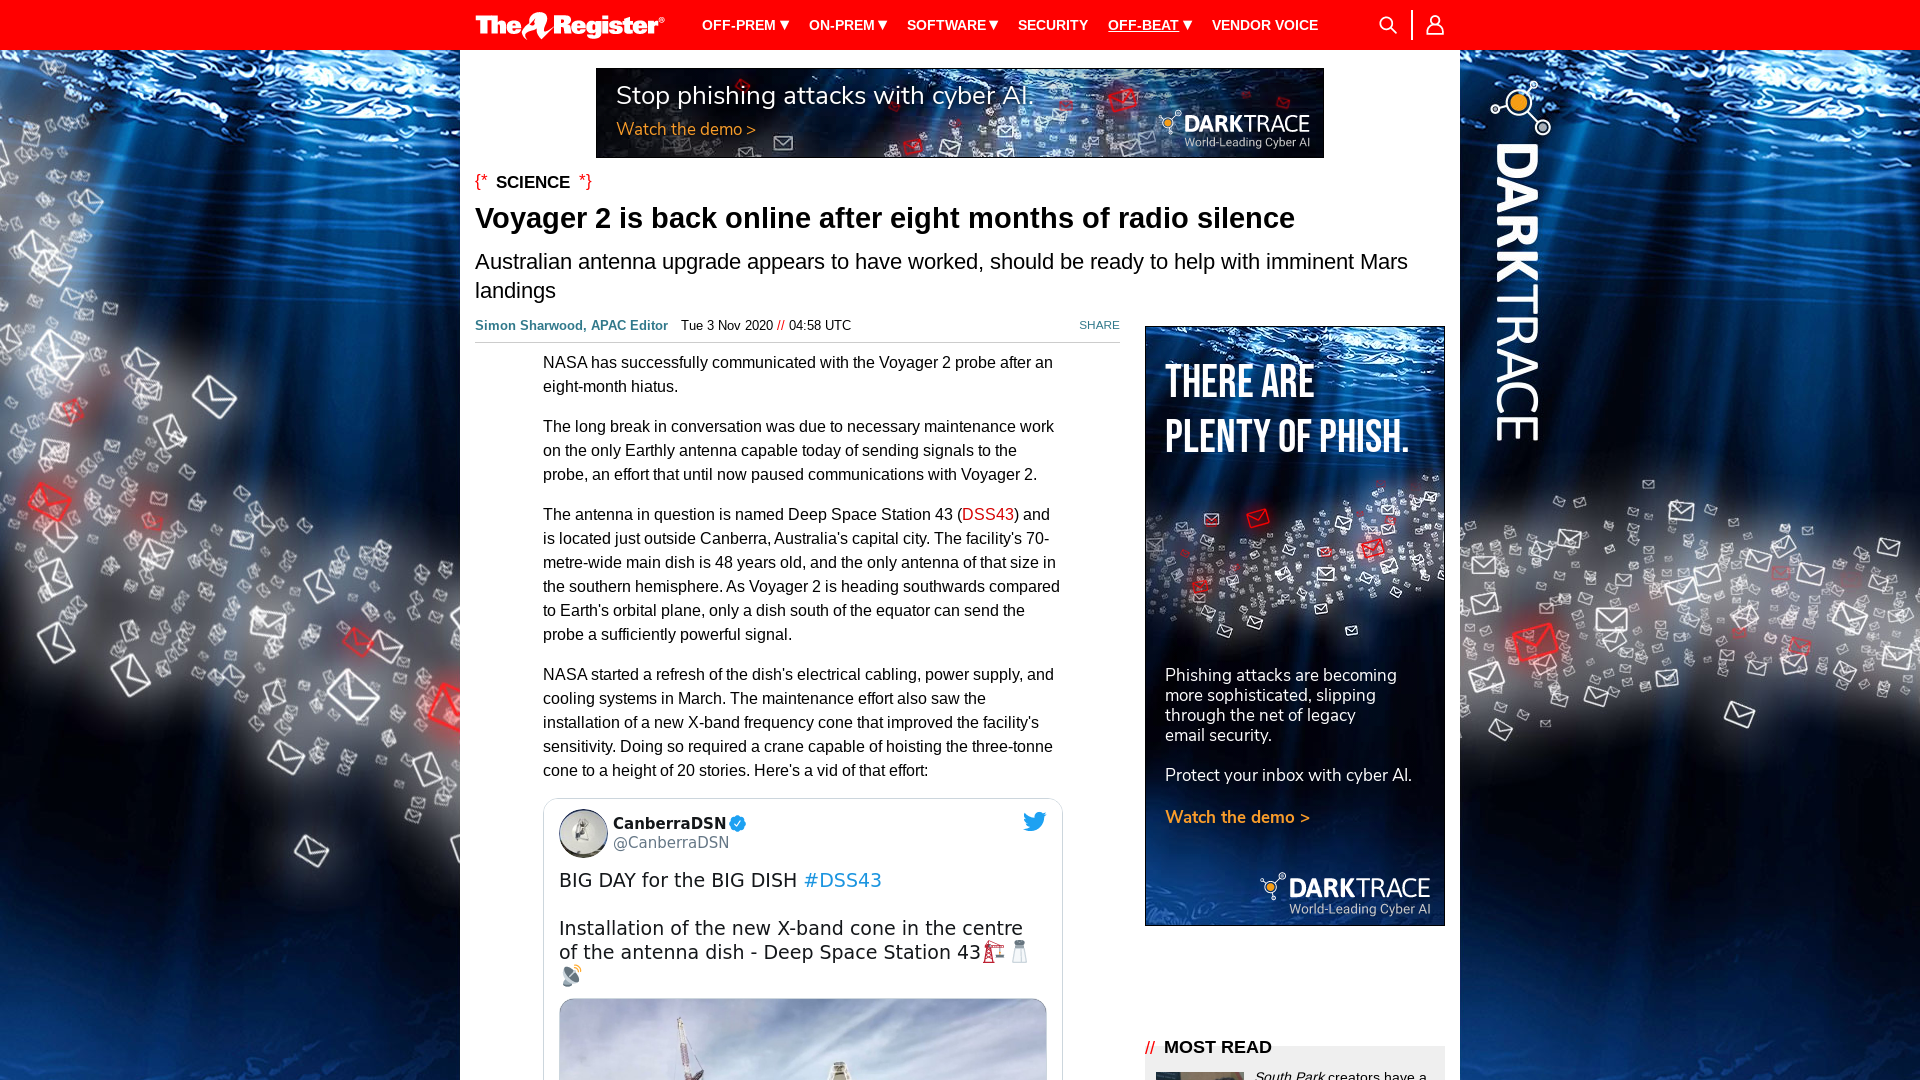 The Register®
OFF-PREM ▼ ON-PREM ▼ SOFTWARE ▼ SECURITY OFF-BEAT ▼ VENDOR VOICE
Stop phishing attacks with cyber AI.
Watch the demo >
DARKTRACE
World-Leading Cyber AI
{* SCIENCE *}
Voyager 2 is back online after eight months of radio silence
Australian antenna upgrade appears to have worked, should be ready to help with imminent Mars
landings
Simon Sharwood, APAC Editor Tue 3 Nov 2020 // 04:58 UTC
SHARE
NASA has successfully communicated with the Voyager 2 probe after an
eight-month hiatus.
The long break in conversation was due to necessary maintenance work
on the only Earthly antenna capable today of sending signals to the
probe, an effort that until now paused communications with Voyager 2.
The antenna in question is named Deep Space Station 43 (DSS43) and
is located just outside Canberra, Australia's capital city. The facility's 70-
metre-wide main dish is 48 years old, and the only antenna of that size in
the southern hemisphere. As Voyager 2 is heading southwards compared
to Earth's orbital plane, only a dish south of the equator can send the
probe a sufficiently powerful signal.
NASA started a refresh of the dish's electrical cabling, power supply, and
cooling systems in March. The maintenance effort also saw the
installation of a new X-band frequency cone that improved the facility's
sensitivity. Doing so required a crane capable of hoisting the three-tonne
cone to a height of 20 stories. Here's a vid of that effort:
CanberraDSN
@CanberraDSN
BIG DAY for the BIG DISH #DSS43
Installation of the new X-band cone in the centre
of the antenna dish - Deep Space Station 43
THERE ARE
PLENTY OF PHISH.
Phishing attacks are becoming
more sophisticated, slipping
through the net of legacy
email security.
Protect your inbox with cyber AI.
Watch the demo >
DARKTRACE
World-Leading Cyber AI
// MOST READ
South Park creators have a
DARKTRACE